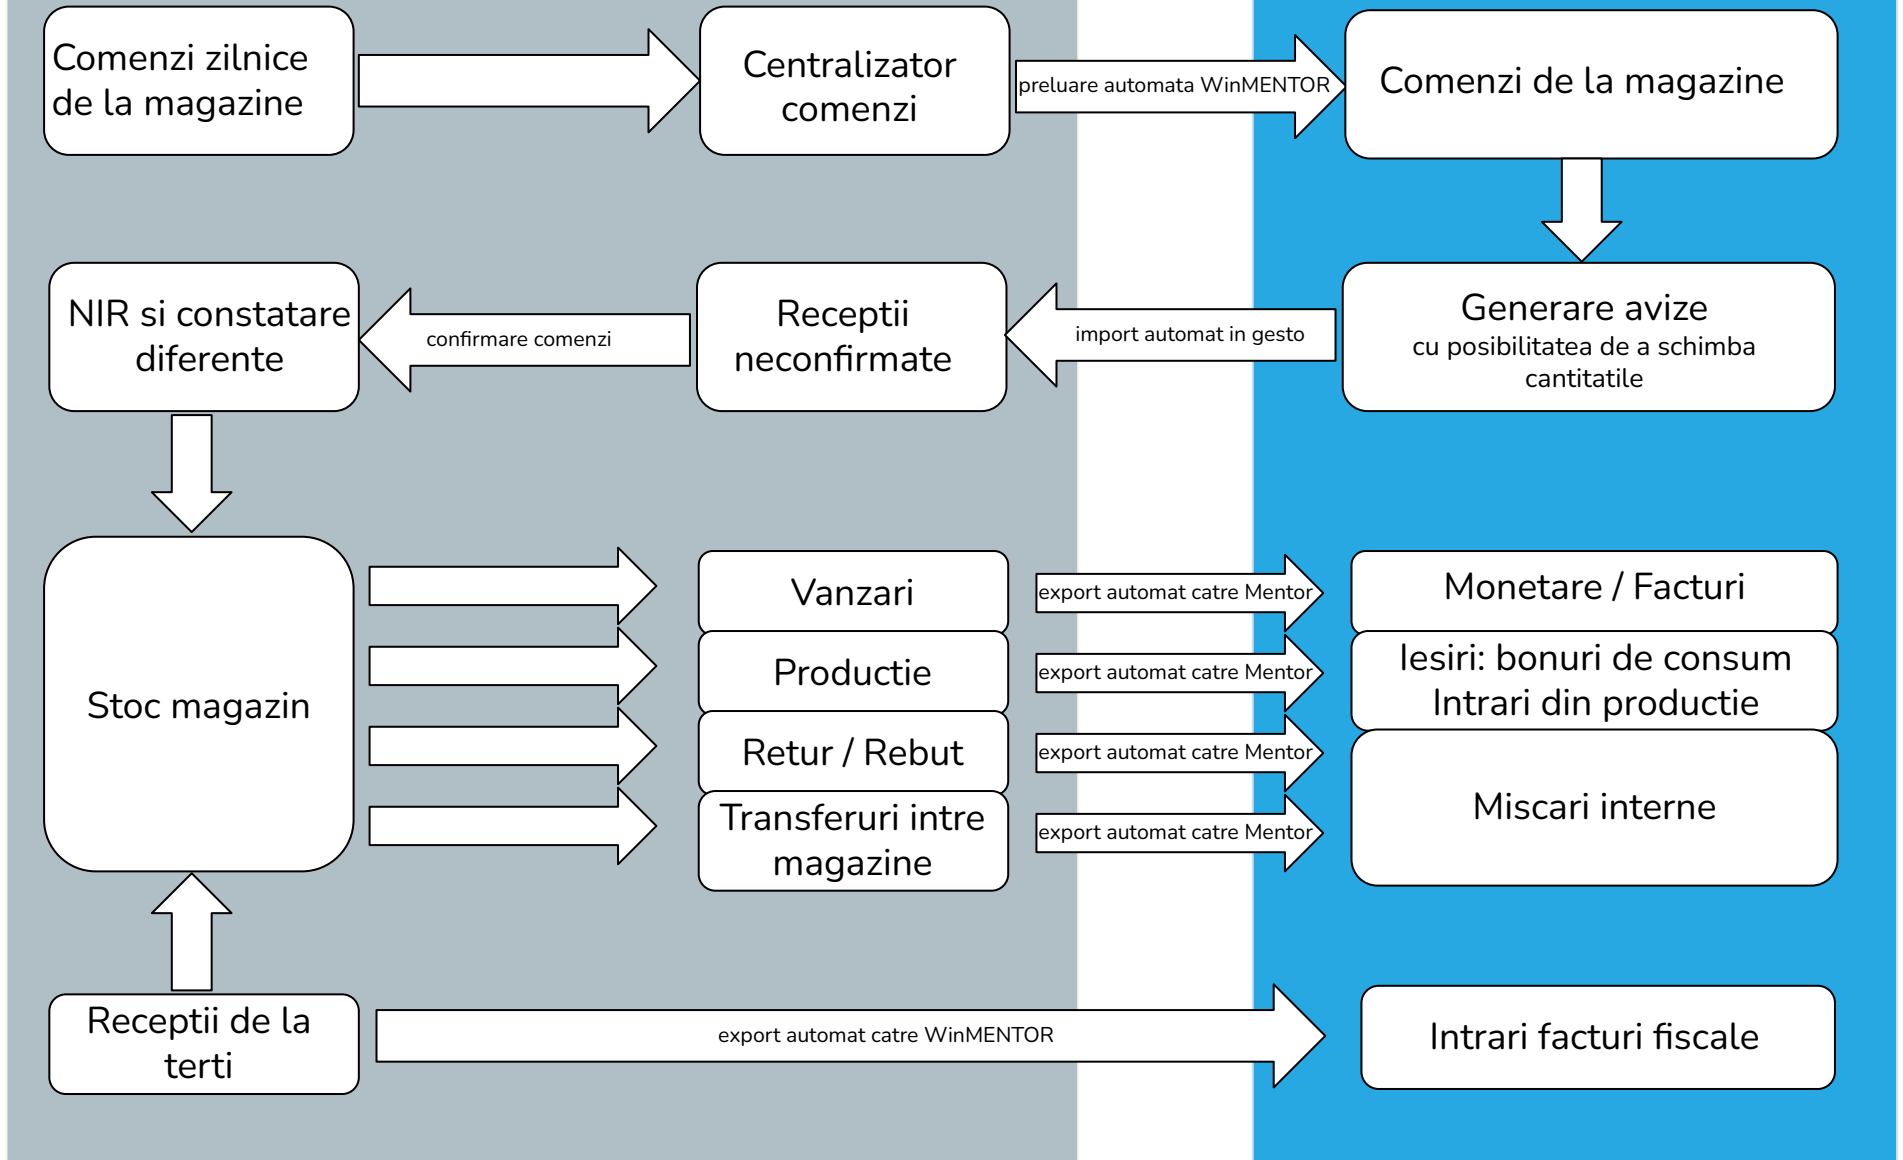 Comenzi zilnice
de la magazine
Centralizator
comenzi
preluare automata WinMENTOR
Comenzi de la magazine
NIR si constatare
diferente
confirmare comenzi
Receptii
neconfirmate
import automat in gesto
Generare avize
cu posibilitatea de a schimba
cantitatile
Stoc magazin
Vanzari
export automat catre Mentor
Monetare / Facturi
Productie
export automat catre Mentor
Iesiri: bonuri de consum
Intrari din productie
Retur / Rebut
export automat catre Mentor
Transferuri intre
magazine
export automat catre Mentor
Miscari interne
Receptii de la
terti
export automat catre WinMENTOR
Intrari facturi fiscale